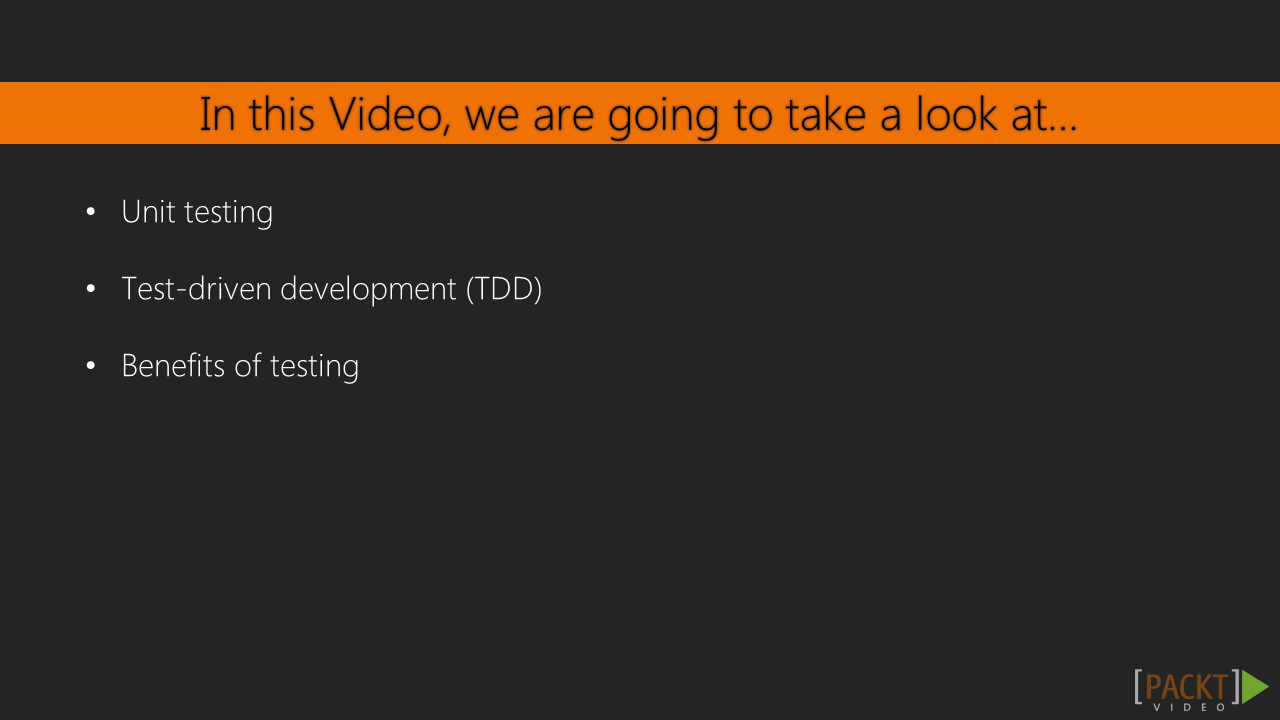 In this Video, we are going to take a look at...
• Unit testing
• Test-driven development (TDD)
• Benefits of testing
[PACKT]
VIDEO